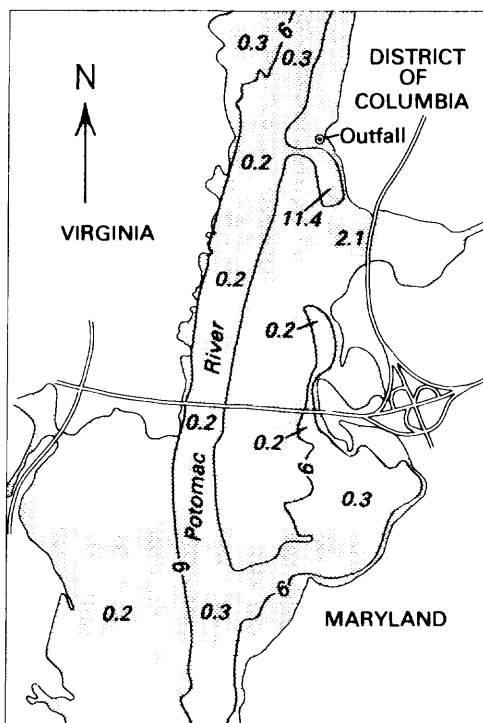 0.3
6
0.3
DISTRICT
OF
COLUMBIA
N
Outfall
0.2
11.4
VIRGINIA
2.1
0.2
0.2
River
0.2
0.2
6
Potomac
0.3
6
0.2
0.3
6
MARYLAND